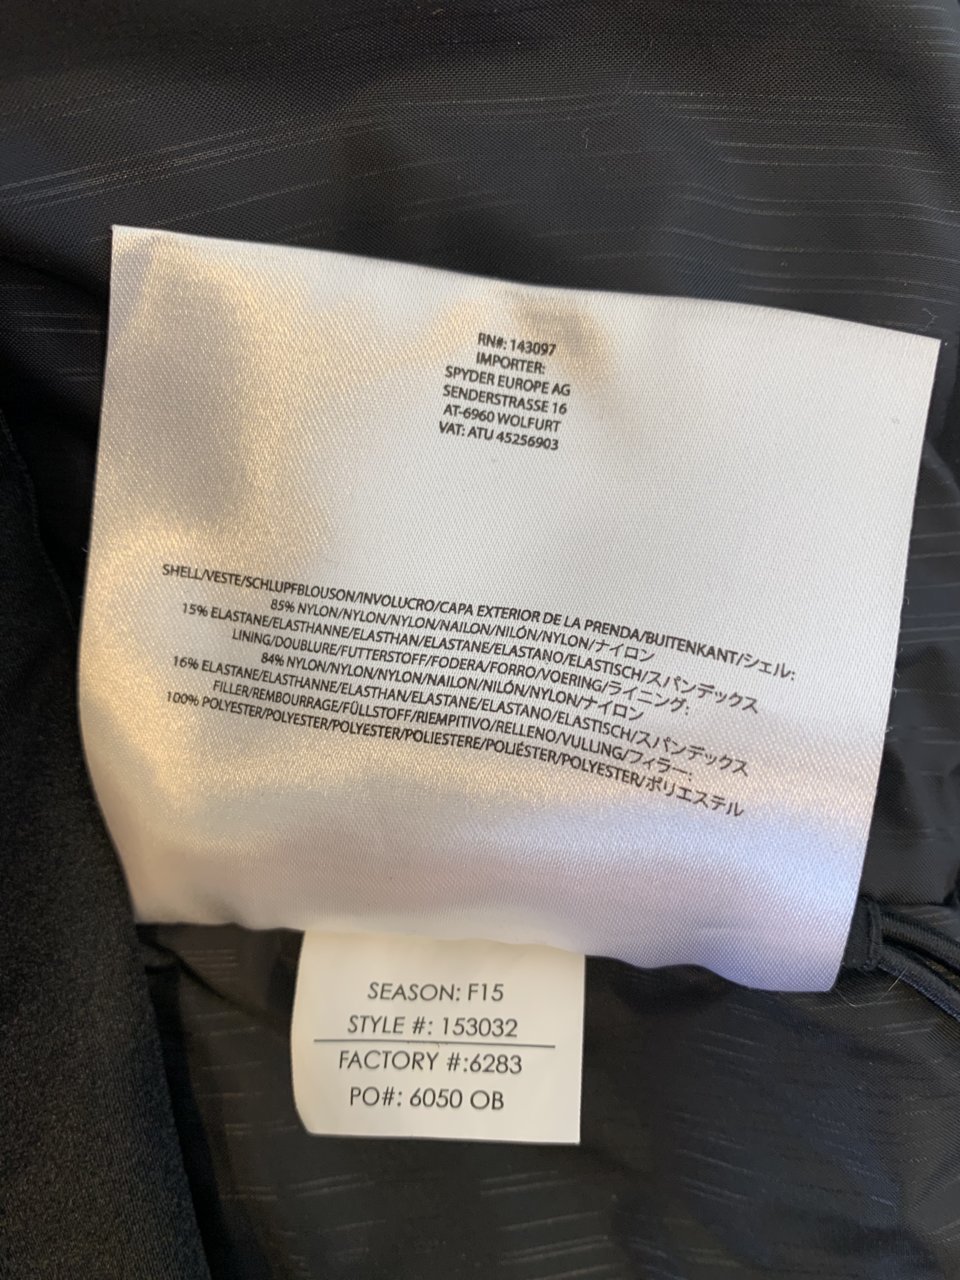 RN#: 143097
IMPORTER:
SPYDER EUROPE AG
SENDERSTRASSE 16
AT-6960 WOLFURT
VAT: ATU 45256903
SHELL/VESTE/SCHLUPFBLOUSON/INVOLUCRO/CAPA EXTERIOR DE LA PRENDA/BUITENKANT/シェル:
85% NYLON/NYLON/NYLON/NAILON/NILÓN/NYLON/ナイロン
15% ELASTANE/ELASTHANNE/ELASTHAN/ELASTANE/ELASTANO/ELASTISCH/スパンデックス
LINING/DOUBLURE/FUTTERSTOFF/FODERA/FORRO/VOERING/ライニング:
84% NYLON/NYLON/NYLON/NAILON/NILÓN/NYLON/ナイロン
16% ELASTANE/ELASTHANNE/ELASTHAN/ELASTANE/ELASTANO/ELASTISCH/スパンデックス
FILLER/REMBOURRAGE/FÜLLSTOFF/RIEMPITIVO/RELLENO/VULLING/フィラー:
100% POLYESTER/POLYESTER/POLYESTER/POLIESTERE/POLIÉSTER/POLYESTER/ポリエステル
SEASON: F15
STYLE #: 153032
FACTORY #:6283
PO#: 6050 OB